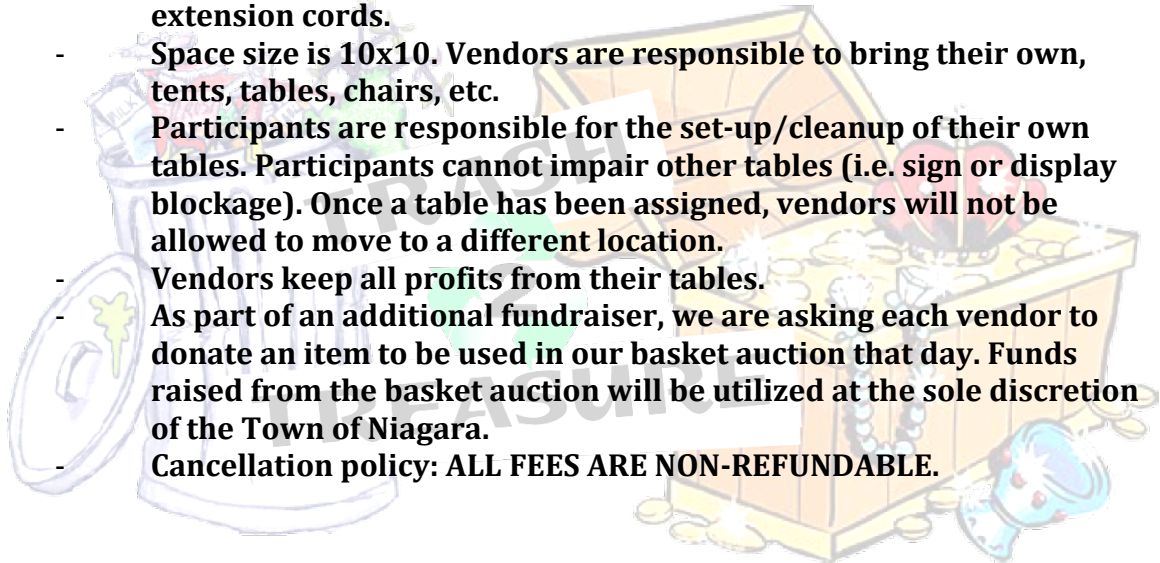 extension cords.
- Space size is 10x10. Vendors are responsible to bring their own,
tents, tables, chairs, etc.
- Participants are responsible for the set-up/cleanup of their own
tables. Participants cannot impair other tables (i.e. sign or display
blockage). Once a table has been assigned, vendors will not be
allowed to move to a different location.
- Vendors keep all profits from their tables.
- As part of an additional fundraiser, we are asking each vendor to
donate an item to be used in our basket auction that day. Funds
raised from the basket auction will be utilized at the sole discretion
of the Town of Niagara.
- Cancellation policy: ALL FEES ARE NON-REFUNDABLE.
TRASH
2
TREASURE
MILK